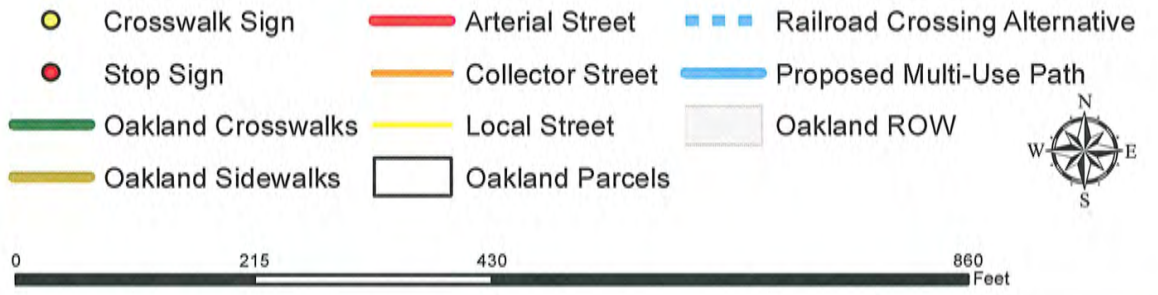 Crosswalk Sign Arterial Street Railroad Crossing Alternative
Stop Sign Collector Street Proposed Multi-Use Path
Oakland Crosswalks Local Street Oakland ROW
Oakland Sidewalks Oakland Parcels
N
W E
S
0 215 430 860
Feet